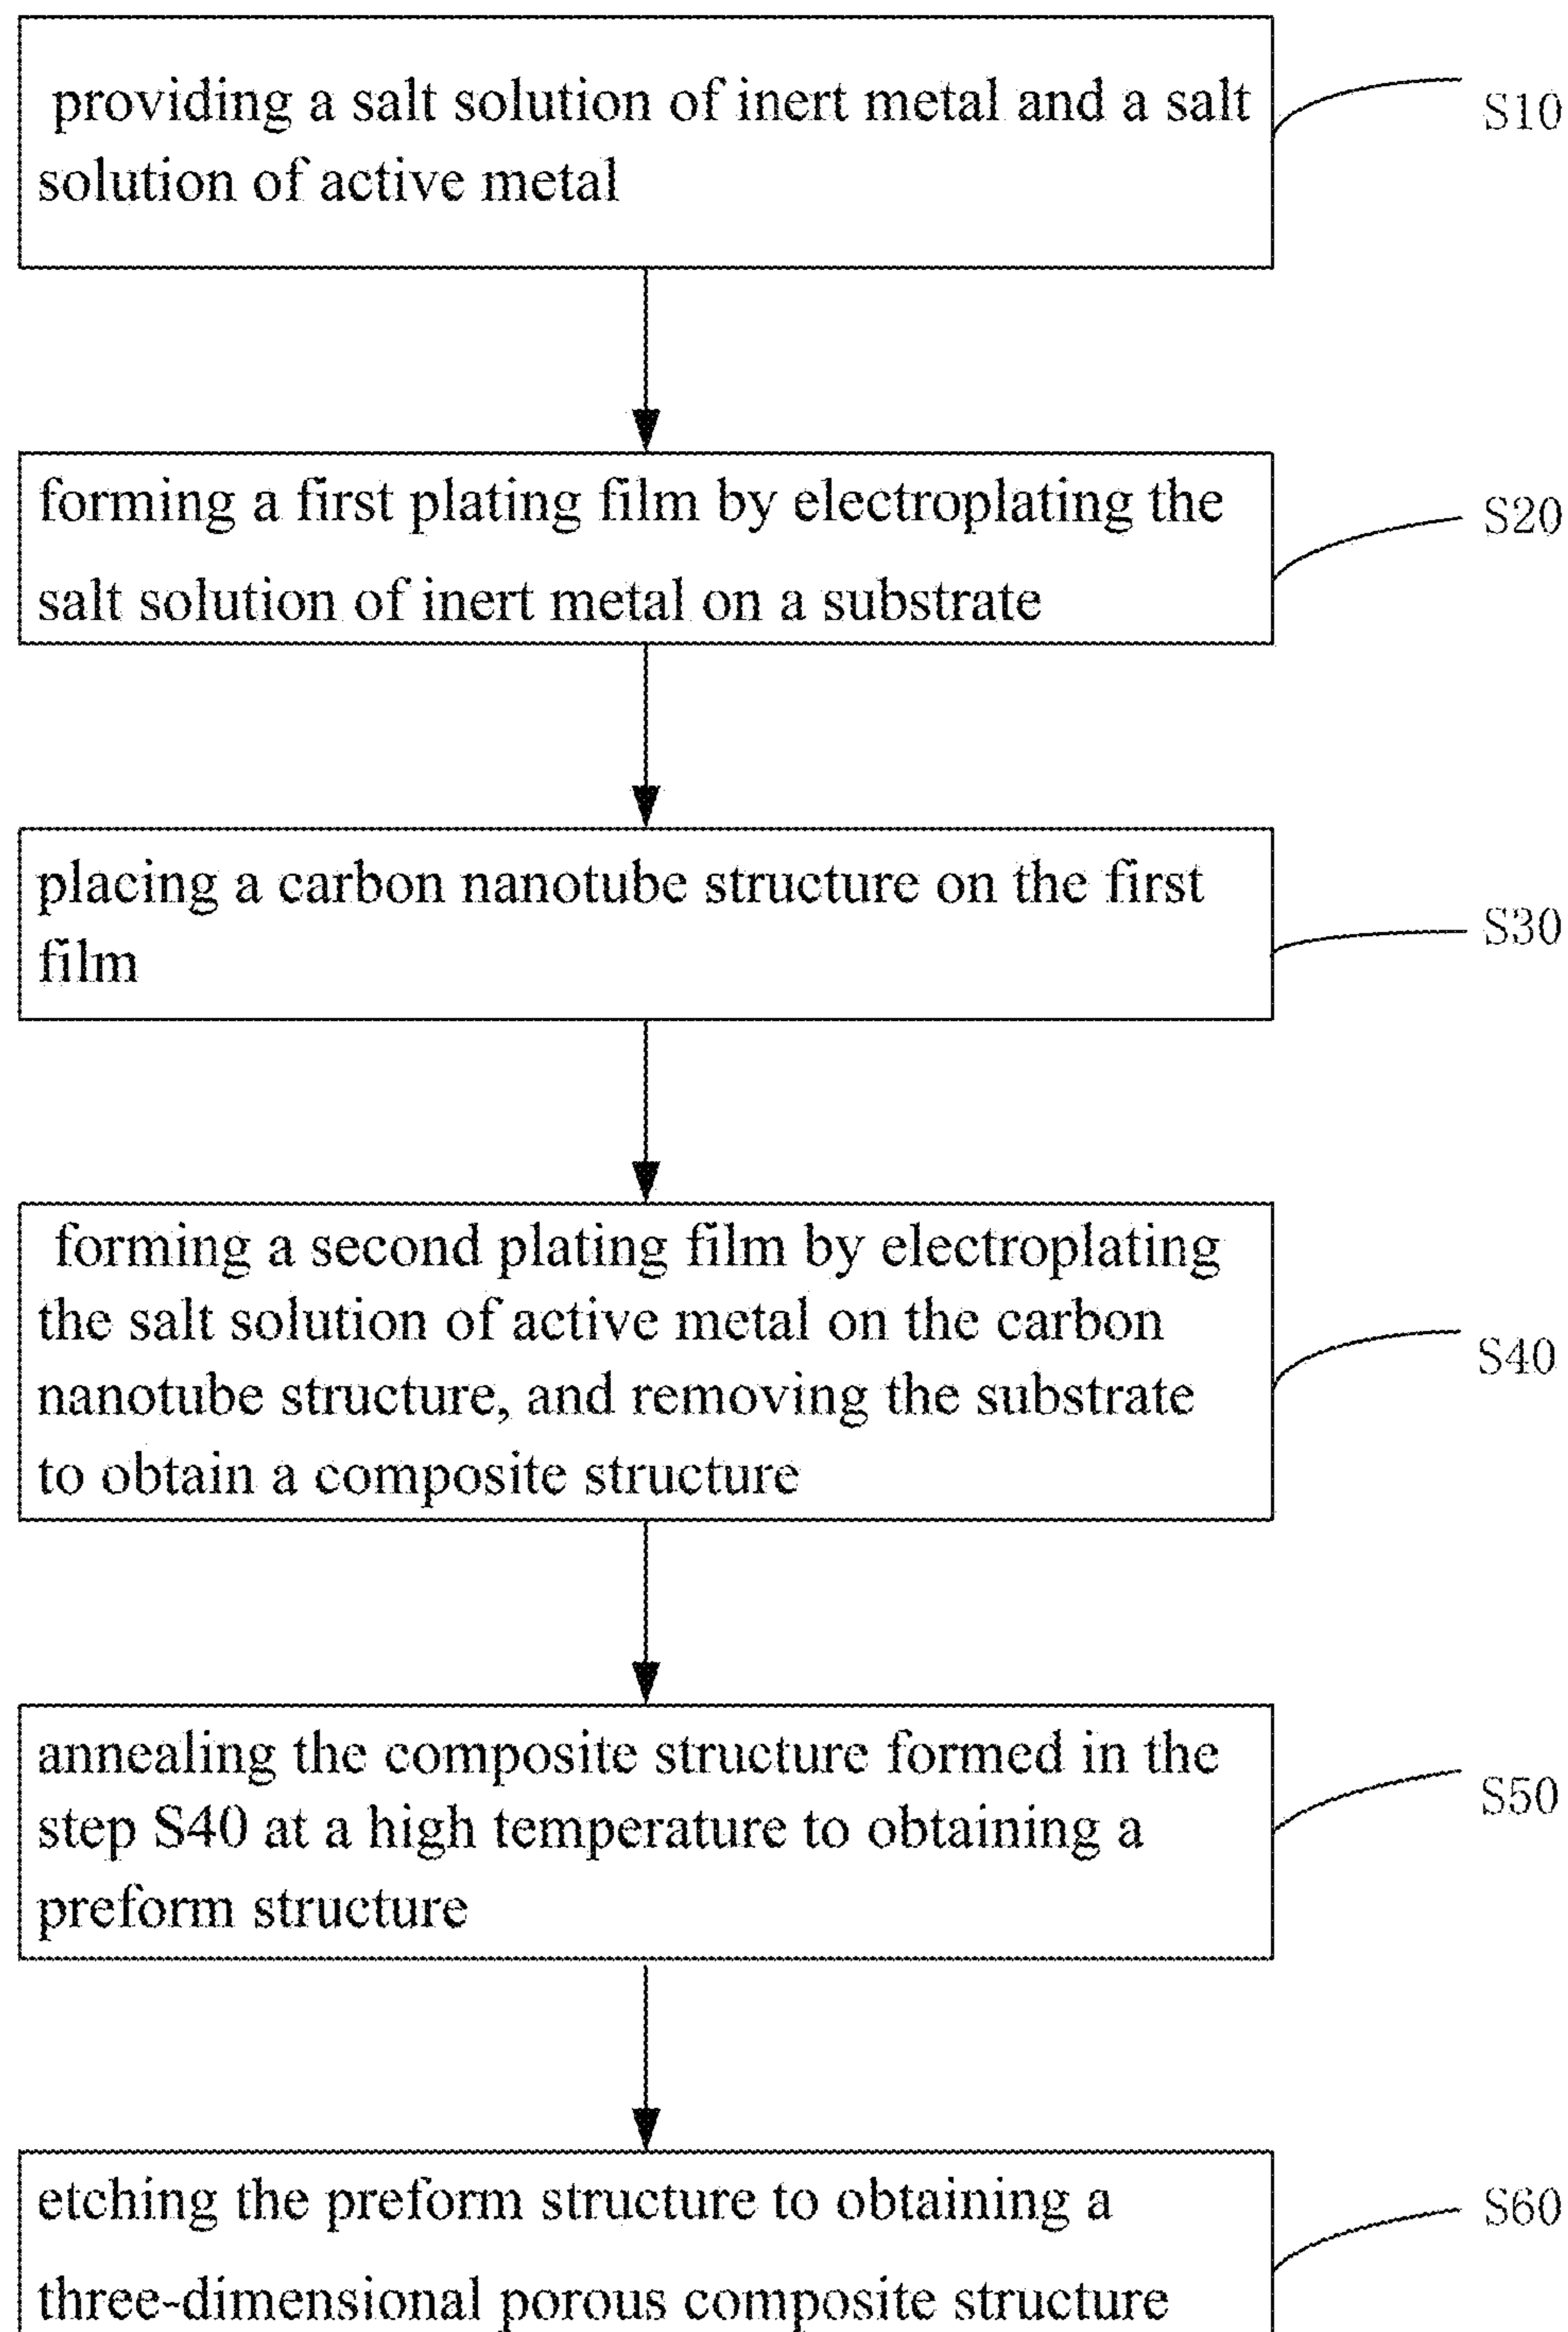 providing a salt solution of inert metal and a salt
solution of active metal
S10
forming a first plating film by electroplating the
salt solution of inert metal on a substrate
S20
placing a carbon nanotube structure on the first
film
S30
forming a second plating film by electroplating
the salt solution of active metal on the carbon
nanotube structure, and removing the substrate
to obtain a composite structure
S40
annealing the composite structure formed in the
step S40 at a high temperature to obtaining a
preform structure
S50
etching the preform structure to obtaining a
three-dimensional porous composite structure
S60